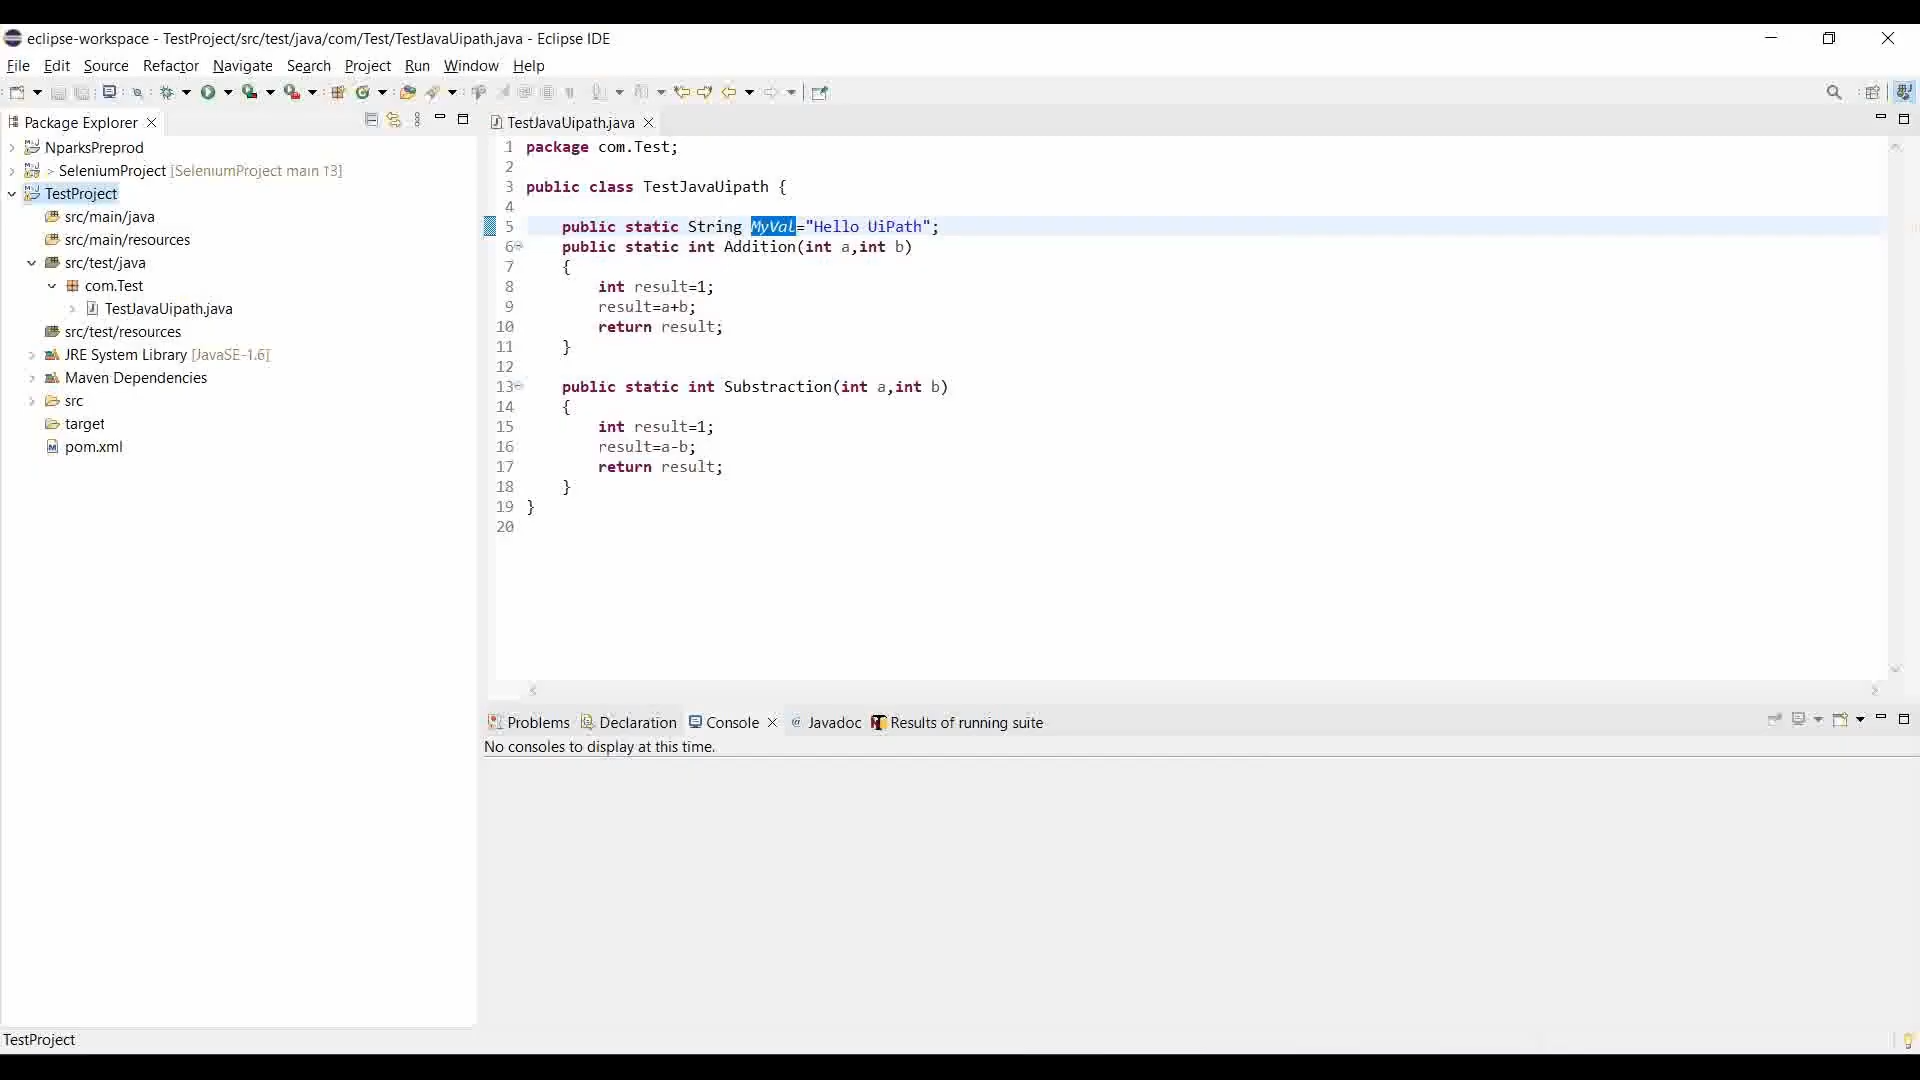 eclipse-workspace - TestProject/src/test/java/com/Test/TestJavaUipath.java - Eclipse IDE
File Edit Source Refactor Navigate Search Project Run Window Help
Package Explorer
NparksPreprod
> SeleniumProject [SeleniumProject main ↑3]
TestProject
src/main/java
src/main/resources
src/test/java
com.Test
TestJavaUipath.java
src/test/resources
JRE System Library [JavaSE-1.6]
Maven Dependencies
src
target
pom.xml
TestJavaUipath.java
1 package com.Test;
2
3 public class TestJavaUipath {
4
5 public static String MyVal="Hello UiPath";
6 public static int Addition(int a,int b)
7 {
8 int result=1;
9 result=a+b;
10 return result;
11 }
12
13 public static int Substraction(int a,int b)
14 {
15 int result=1;
16 result=a-b;
17 return result;
18 }
19 }
20
Problems Declaration Console Javadoc Results of running suite
No consoles to display at this time.
TestProject